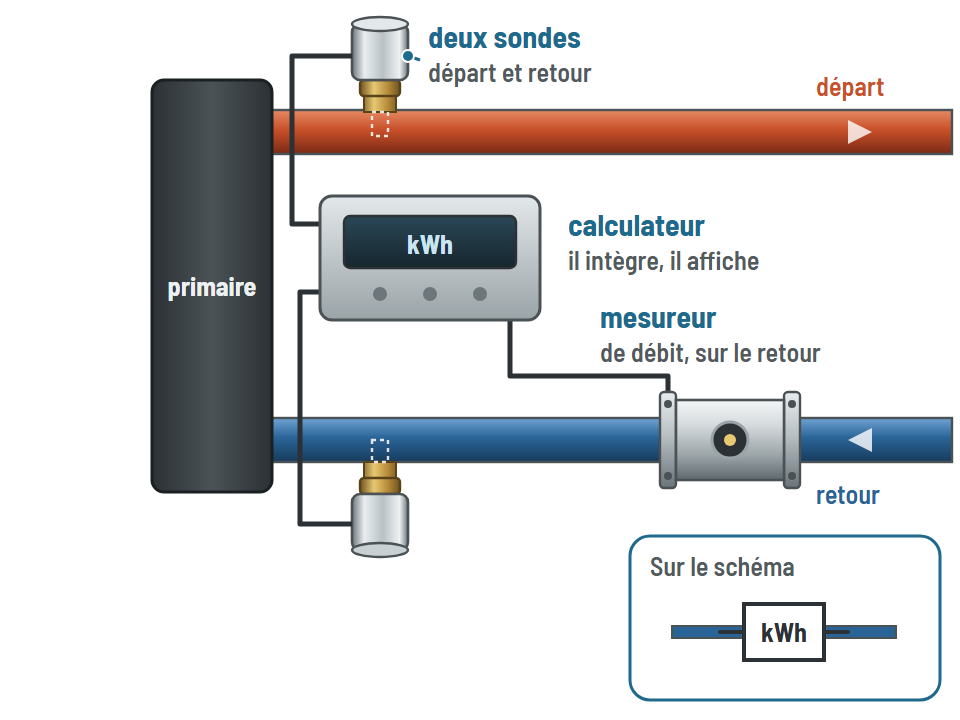 deux sondes
départ et retour
départ
kWh
calculateur
il intègre, il affiche
primaire
mesureur
de débit, sur le retour
retour
Sur le schéma
kWh